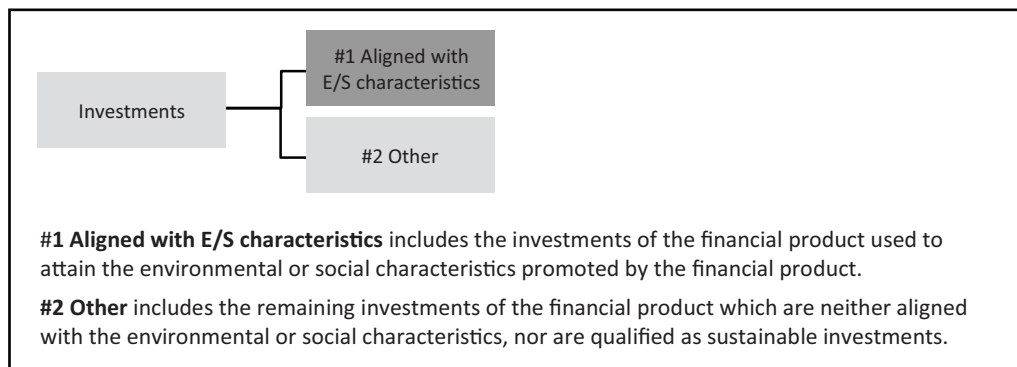 #1 Aligned with
E/S characteristics
Investments
#2 Other
#1 Aligned with E/S characteristics includes the investments of the financial product used to
attain the environmental or social characteristics promoted by the financial product.
#2 Other includes the remaining investments of the financial product which are neither aligned
with the environmental or social characteristics, nor are qualified as sustainable investments.